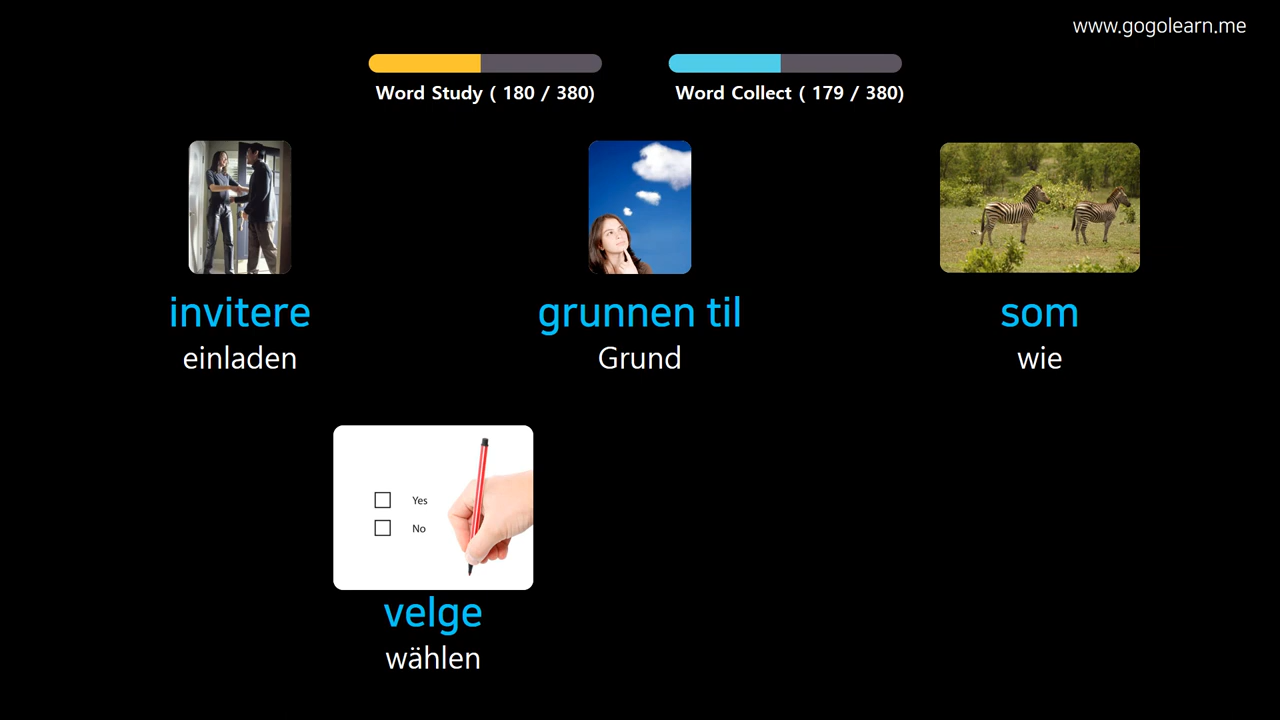 www.gogolearn.me
Word Study ( 180 / 380)
Word Collect ( 179 / 380)
invitere
einladen
grunnen til
Grund
som
wie
Yes
No
velge
wählen